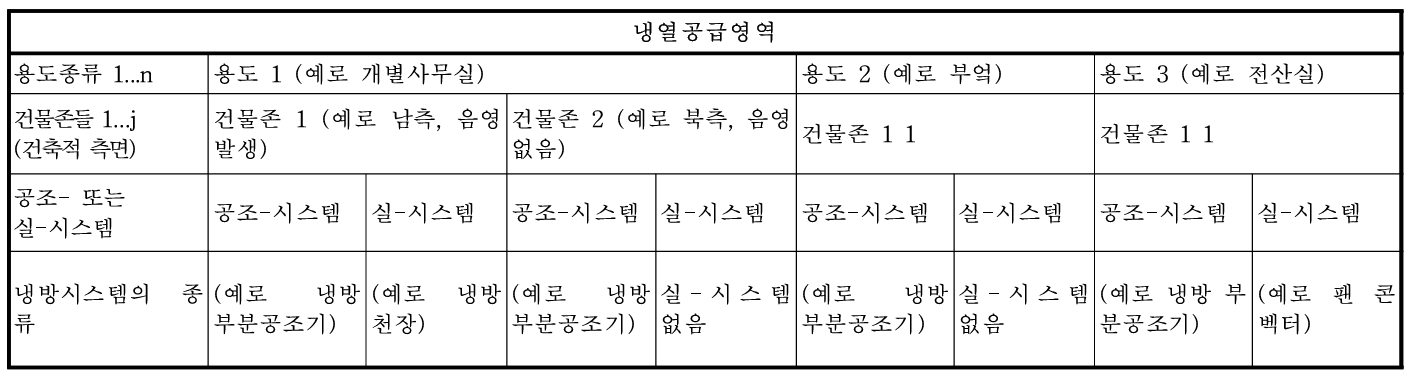 냉열공급영역
용도종류 1...n 용도 1 (예로 개별사무실) 용도 2 (예로 부엌) 용도 3 (예로 전산실)
건물존들 1...j
(건축적 측면)
건물존 1 (예로 남측, 음영
발생)
건물존 2 (예로 북측, 음영
없음)
건물존 1 1
건물존 1 1
공조- 또는
실-시스템
공조-시스템 실-시스템 공조-시스템 실-시스템 공조-시스템 실-시스템 공조-시스템 실-시스템
냉방시스템의 종
류
(예로 냉방
부분공조기)
(예로 냉방
천장)
(예로 냉방
부분공조기)
실-시스템
없음
(예로 냉방
부분공조기)
실-시스템
없음
(예로 냉방 부
분공조기)
(예로 팬 콘
벡터)